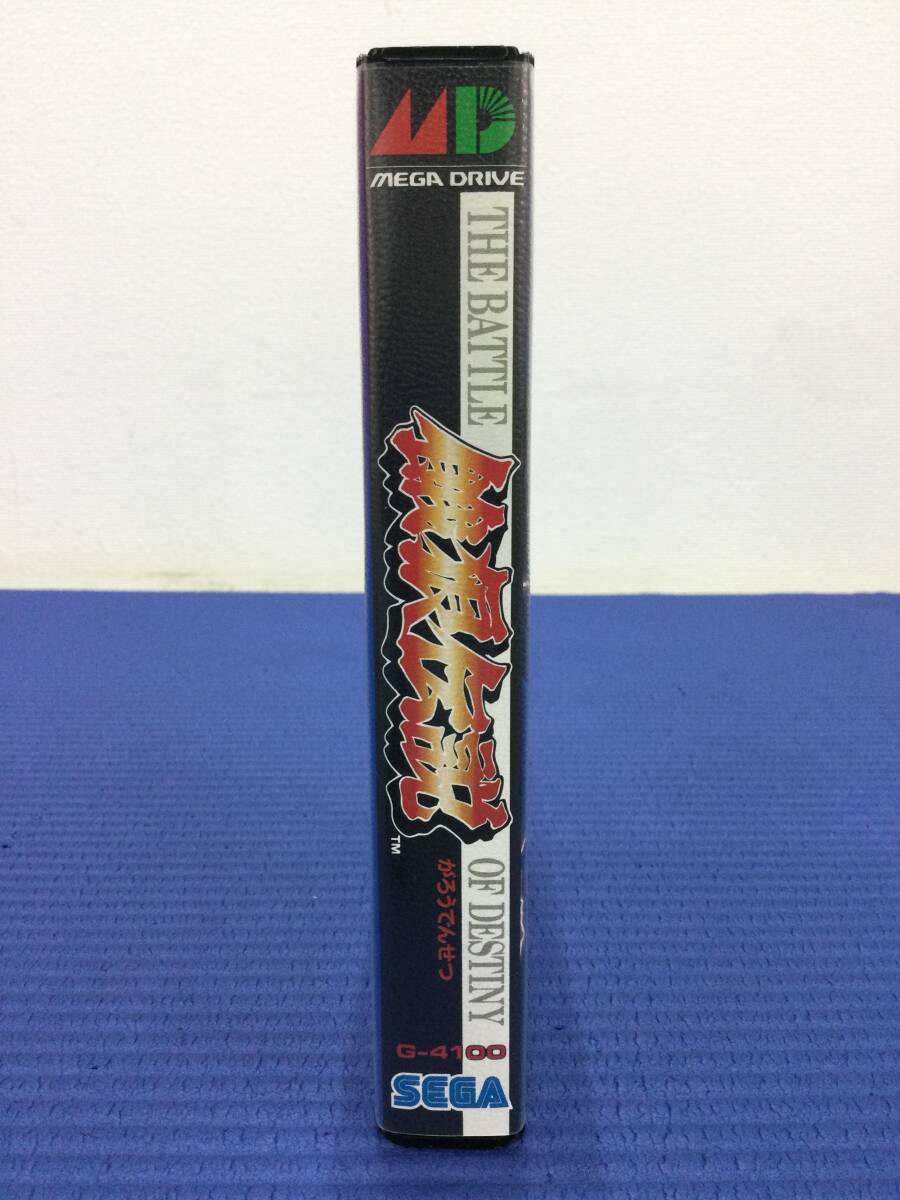 MD
MEGA DRIVE
THE BATTLE
餓狼伝説
™
がろうでんせつ
OF DESTINY
G-4100
SEGA